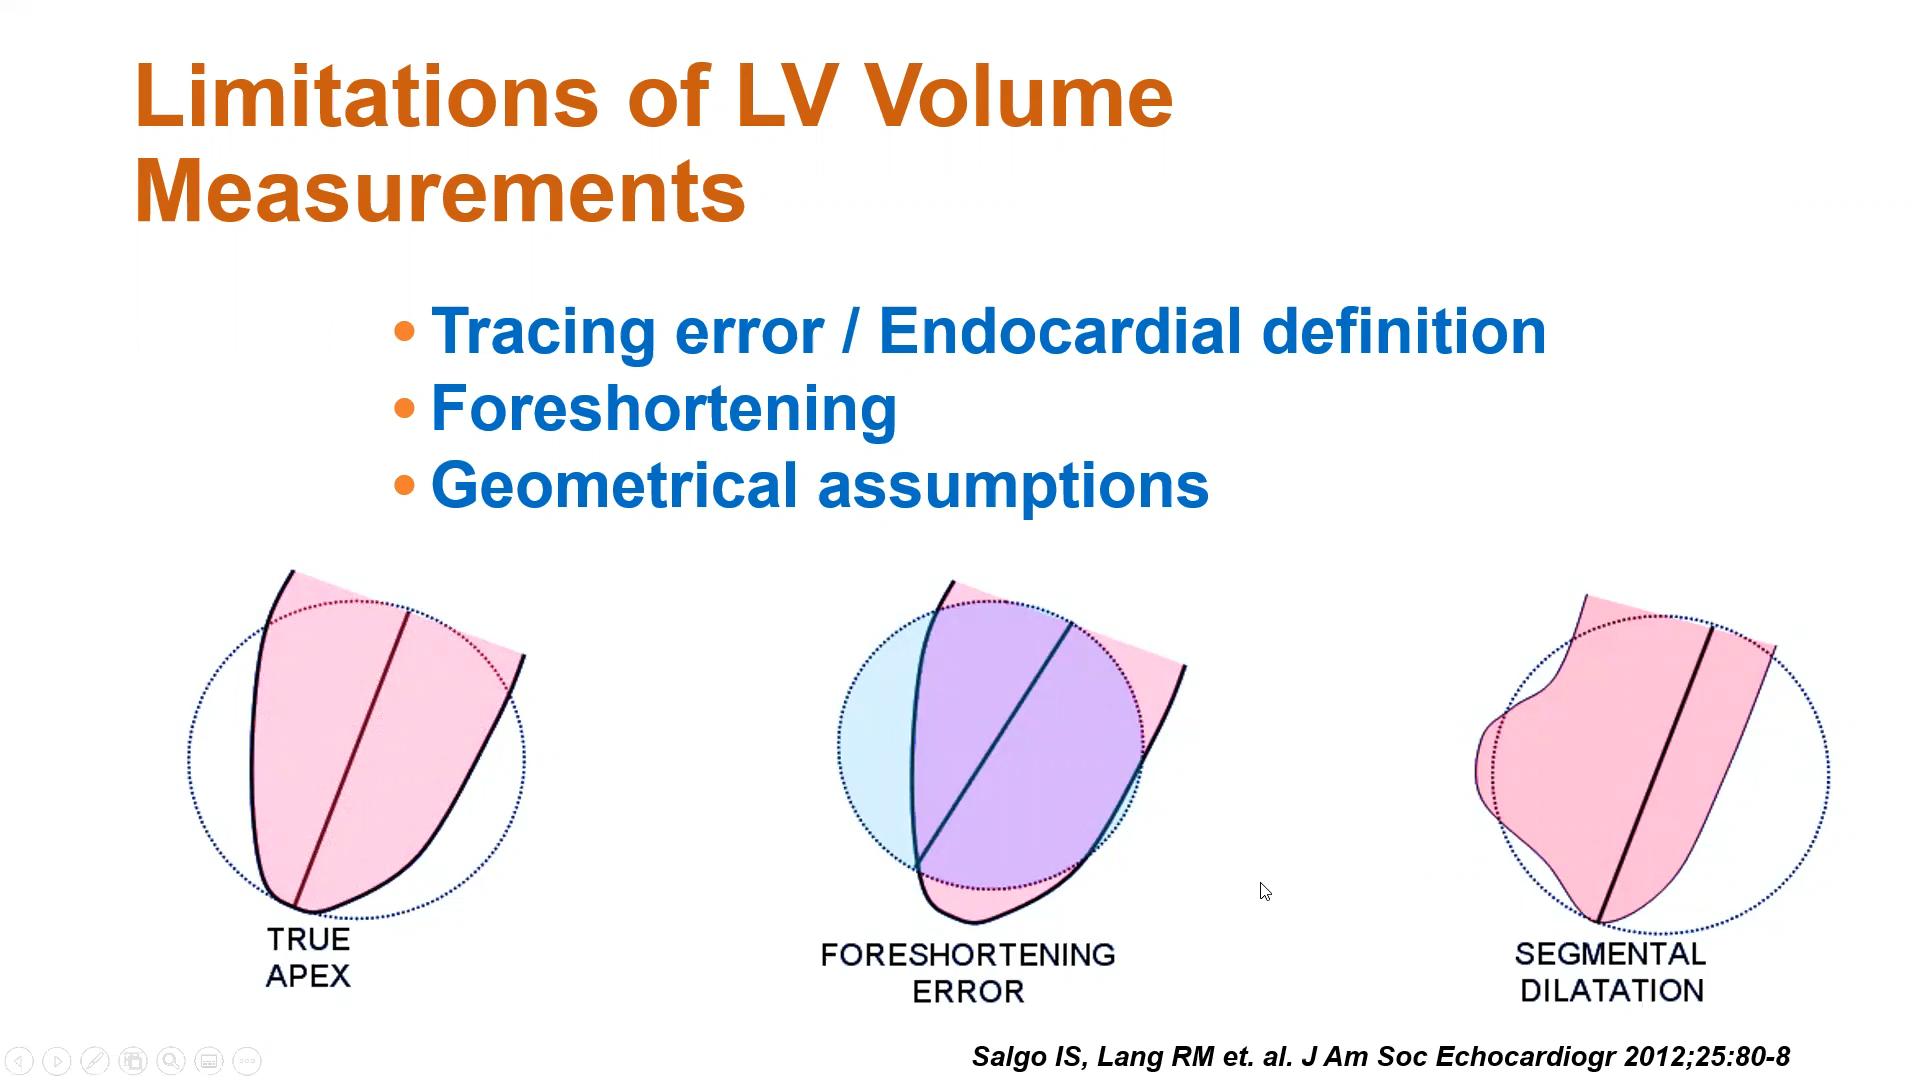 Limitations of LV Volume
Measurements
• Tracing error / Endocardial definition
• Foreshortening
• Geometrical assumptions
TRUE
APEX
FORESHORTENING
ERROR
SEGMENTAL
DILATATION
Salgo IS, Lang RM et. al. J Am Soc Echocardiogr 2012;25:80-8